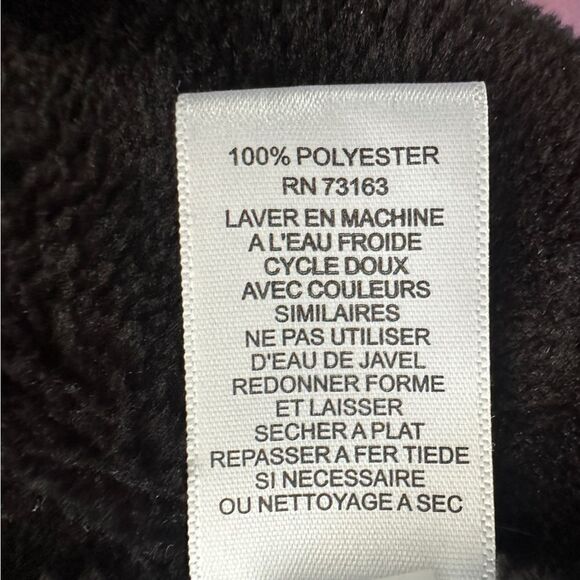 100% POLYESTER
RN 73163
LAVER EN MACHINE
A L'EAU FROIDE
CYCLE DOUX
AVEC COULEURS
SIMILAIRES
NE PAS UTILISER
D'EAU DE JAVEL
REDONNER FORME
ET LAISSER
SECHER A PLAT
REPASSER A FER TIEDE
SI NECESSAIRE
OU NETTOYAGE A SEC